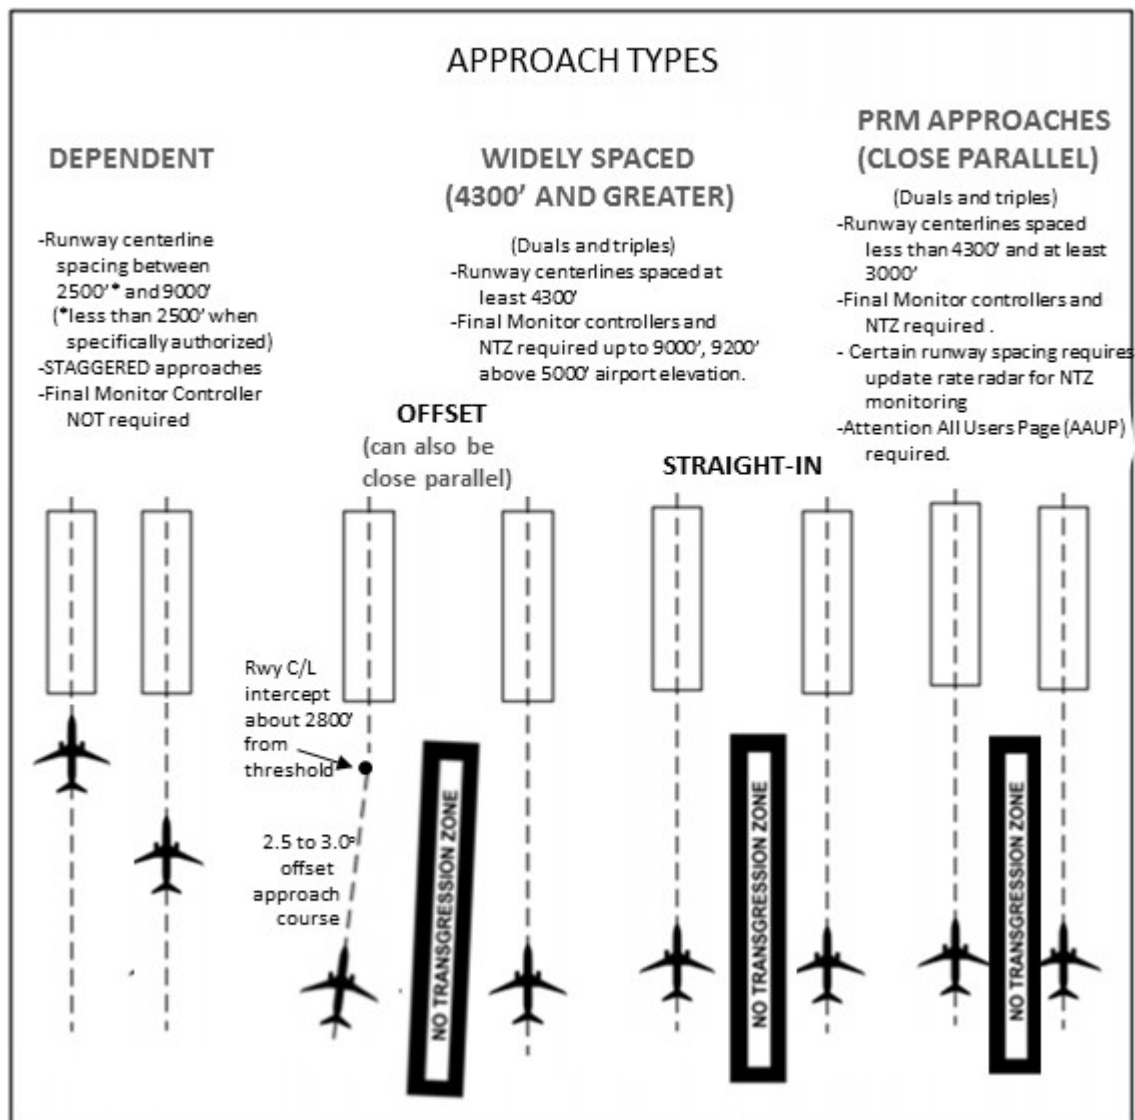 APPROACH TYPES
DEPENDENT
-Runway centerline
spacing between
2500'* and 9000'
(*less than 2500' when
specifically authorized)
-STAGGERED approaches
-Final Monitor Controller
NOT required
WIDELY SPACED
(4300' AND GREATER)
(Duals and triples)
-Runway centerlines spaced at
least 4300'
-Final Monitor controllers and
NTZ required up to 9000', 9200'
above 5000' airport elevation.
PRM APPROACHES
(CLOSE PARALLEL)
(Duals and triples)
-Runway centerlines spaced
less than 4300' and at least
3000'
-Final Monitor controllers and
NTZ required .
- Certain runway spacing requires
update rate radar for NTZ
monitoring
-Attention All Users Page (AAUP)
required.
OFFSET
(can also be
close parallel)
STRAIGHT-IN
Rwy C/L
intercept
about 2800'
from
threshold
2.5 to 3.0°
offset
approach
course
NO TRANSGRESSION ZONE
NO TRANSGRESSION ZONE
NO TRANSGRESSION ZONE